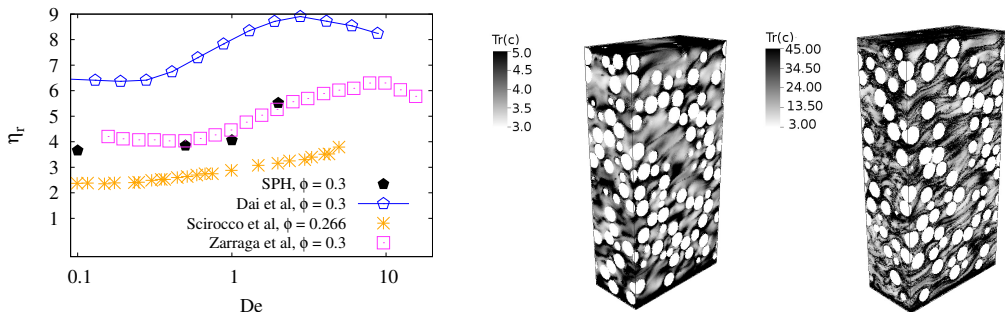 9
8
7
6
5
4
3
2
1
η_r
0.1 1 10
De
SPH, ϕ = 0.3
Dai et al, ϕ = 0.3
Scirocco et al, ϕ = 0.266
Zarraga et al, ϕ = 0.3
Tr(c)
5.0
4.5
4.0
3.5
3.0
Tr(c)
45.00
34.50
24.00
13.50
3.00